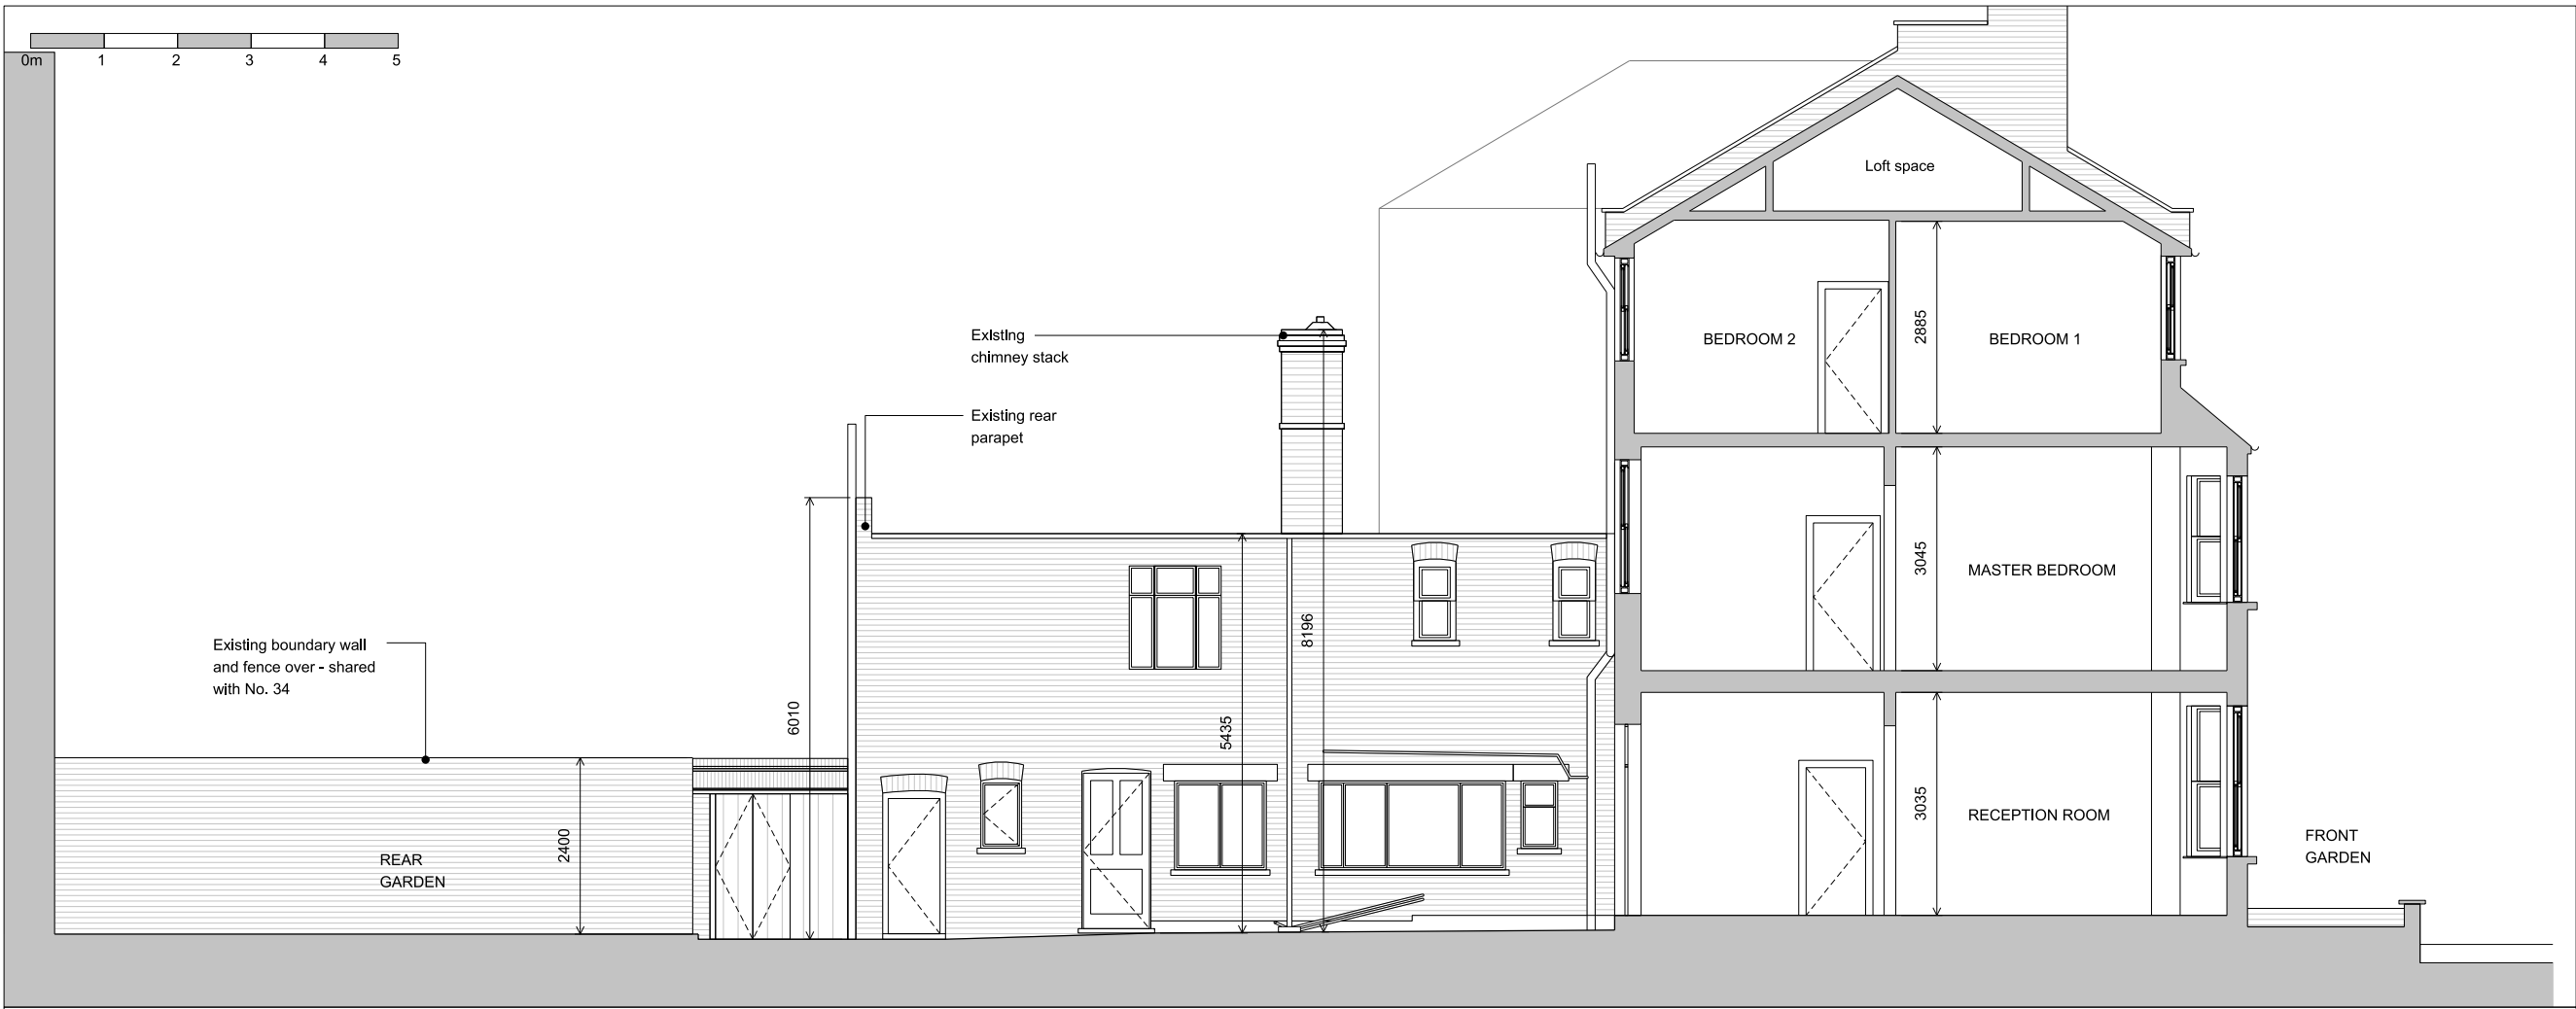 0m 1 2 3 4 5
Loft space
Existing
chimney stack
BEDROOM 2
2885
BEDROOM 1
Existing rear
parapet
3045
MASTER BEDROOM
8196
Existing boundary wall
and fence over - shared
with No. 34
6010
5435
3035
RECEPTION ROOM
2400
REAR
GARDEN
FRONT
GARDEN